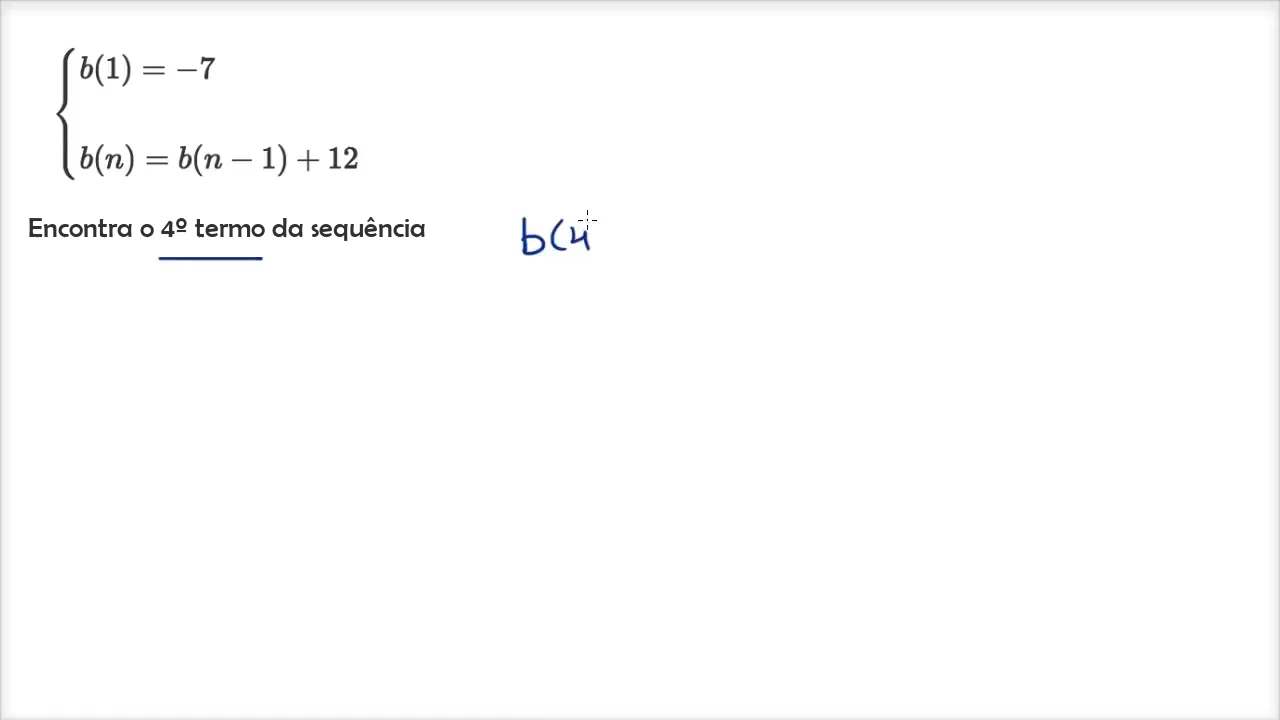 b(1) = −7
b(n) = b(n − 1) + 12
Encontra o 4º termo da sequência
b(4